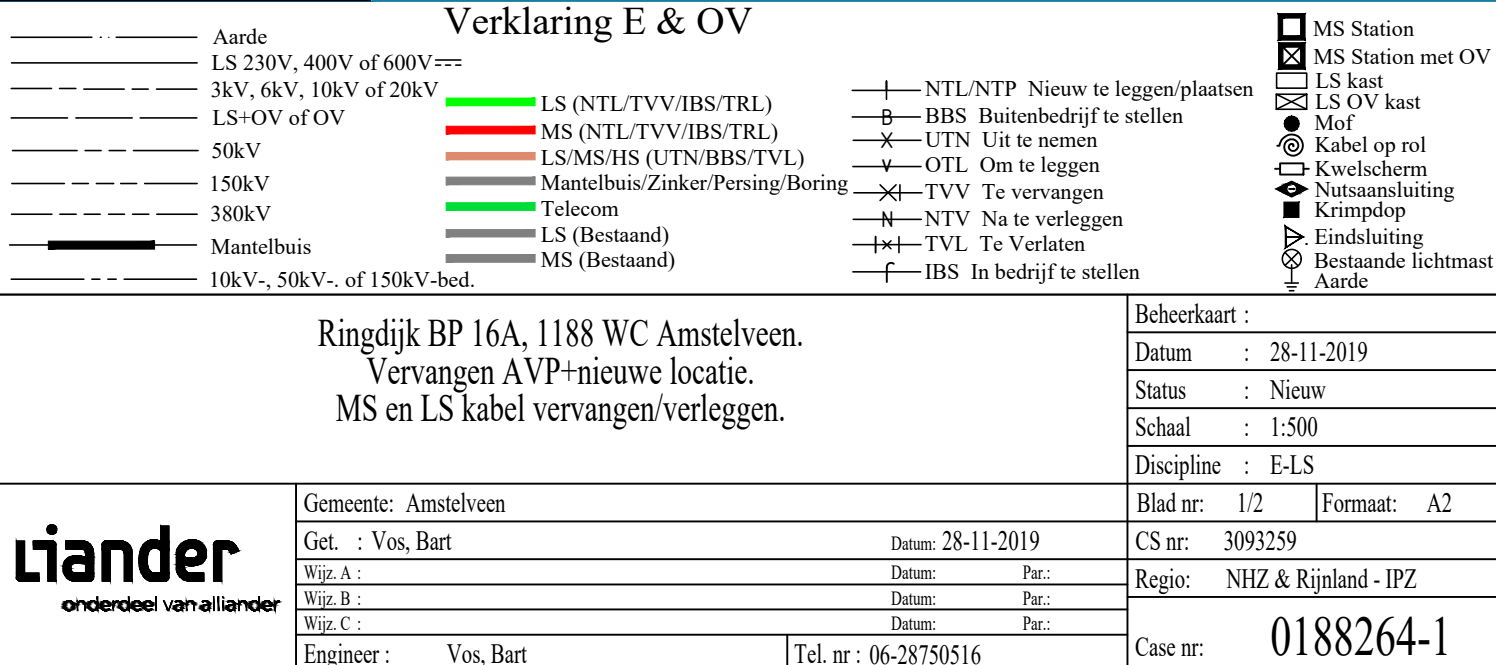 Verklaring E & OV
Aarde
LS 230V, 400V of 600V
3kV, 6kV, 10kV of 20kV
LS+OV of OV
50kV
150kV
380kV
Mantelbuis
10kV-, 50kV-. of 150kV-bed.
LS (NTL/TVV/IBS/TRL)
MS (NTL/TVV/IBS/TRL)
LS/MS/HS (UTN/BBS/TVL)
Mantelbuis/Zinker/Persing/Boring
Telecom
LS (Bestaand)
MS (Bestaand)
NTL/NTP Nieuw te leggen/plaatsen
B BBS Buitenbedrijf te stellen
UTN Uit te nemen
OTL Om te leggen
TVV Te vervangen
N NTV Na te verleggen
TVL Te Verlaten
IBS In bedrijf te stellen
MS Station
MS Station met OV
LS kast
LS OV kast
Mof
Kabel op rol
Kwelscherm
Nutsaansluiting
Krimpdop
Eindsluiting
Bestaande lichtmast
Aarde
Ringdijk BP 16A, 1188 WC Amstelveen.
Vervangen AVP+nieuwe locatie.
MS en LS kabel vervangen/verleggen.
Beheerkaart :
Datum : 28-11-2019
Status : Nieuw
Schaal : 1:500
Discipline : E-LS
Blad nr: 1/2 Formaat: A2
CS nr: 3093259
Regio: NHZ & Rijnland - IPZ
Case nr: 0188264-1
liander
onderdeel van alliander
Gemeente: Amstelveen
Get. : Vos, Bart Datum: 28-11-2019
Wijz. A : Datum: Par.:
Wijz. B : Datum: Par.:
Wijz. C : Datum: Par.:
Engineer : Vos, Bart Tel. nr : 06-28750516